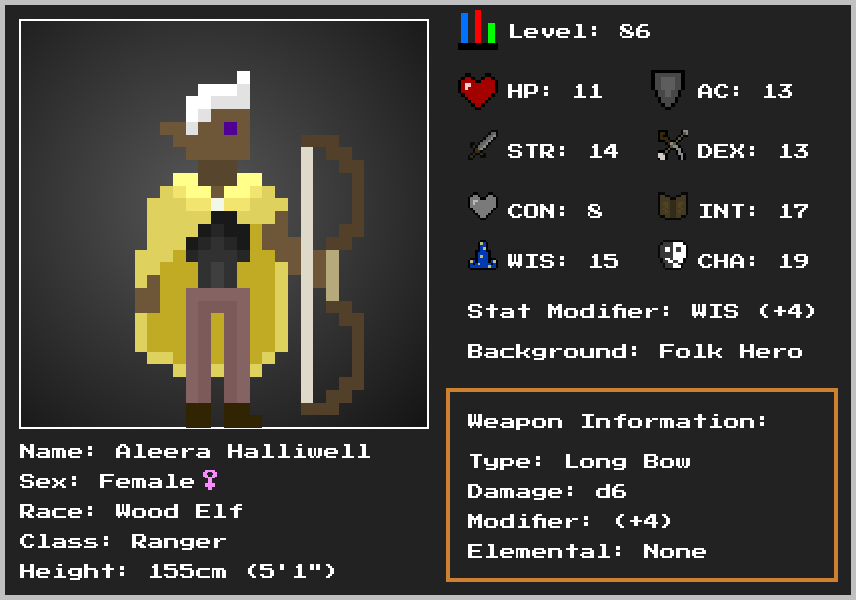 Level: 86
HP: 11
AC: 13
STR: 14
DEX: 13
CON: 8
INT: 17
WIS: 15
CHA: 19
Stat Modifier: WIS (+4)
Background: Folk Hero
Weapon Information:
Type: Long Bow
Damage: d6
Modifier: (+4)
Elemental: None
Name: Aleera Halliwell
Sex: Female♀
Race: Wood Elf
Class: Ranger
Height: 155cm (5'1")